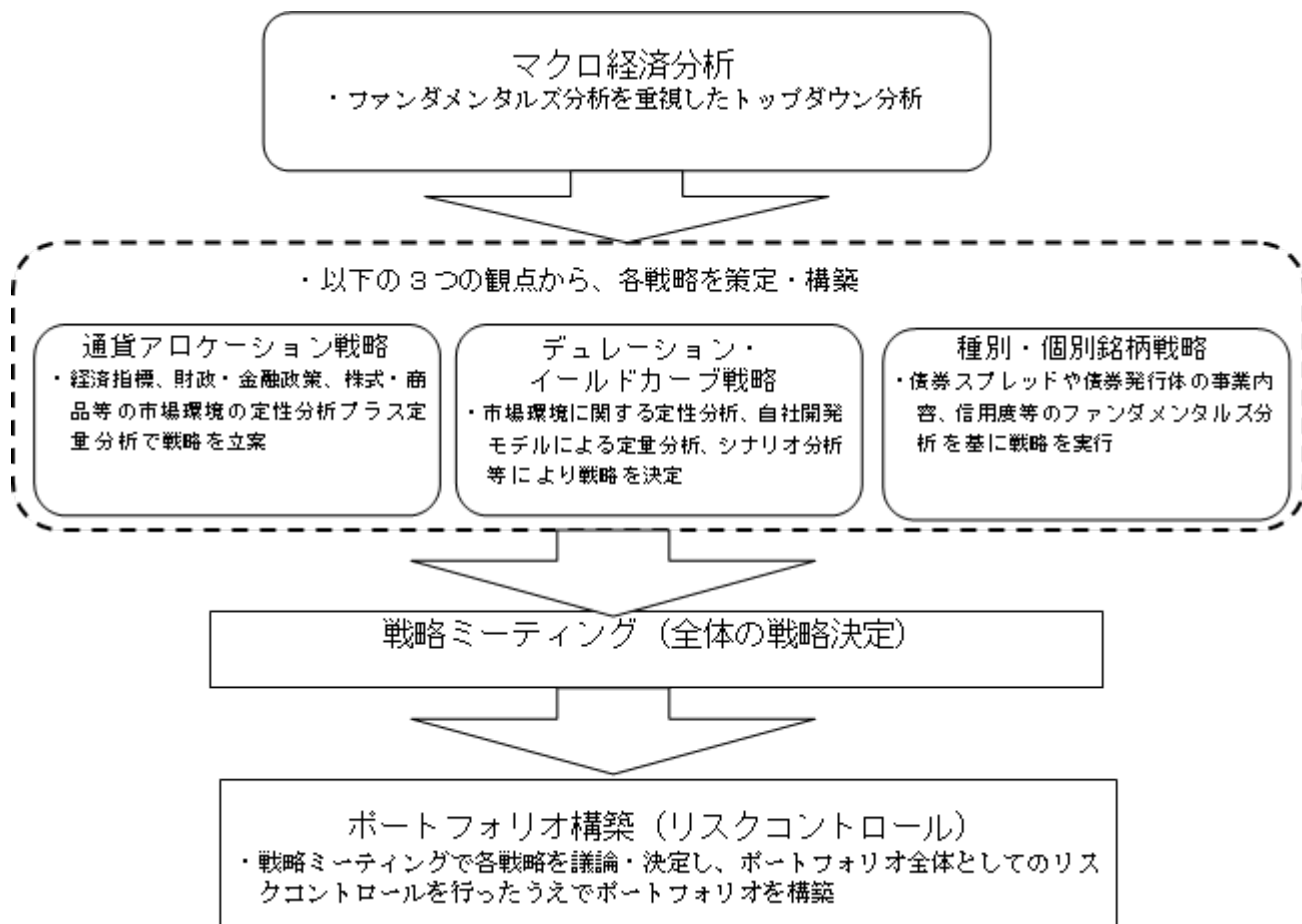 マクロ経済分析
・ファンダメンタルズ分析を重視したトップダウン分析
・以下の3つの観点から、各戦略を策定・構築
通貨アロケーション戦略
・経済指標、財政・金融政策、株式・商
品等の市場環境の定性分析プラス定
量分析で戦略を立案
デュレーション・
イールドカーブ戦略
・市場環境に関する定性分析、自社開発
モデルによる定量分析、シナリオ分析
等により戦略を決定
種別・個別銘柄戦略
・債券スプレッドや債券発行体の事業内
容、信用度等のファンダメンタルズ分
析を基に戦略を実行
戦略ミーティング（全体の戦略決定）
ポートフォリオ構築（リスクコントロール）
・戦略ミーティングで各戦略を議論・決定し、ポートフォリオ全体としてのリス
クコントロールを行ったうえでポートフォリオを構築